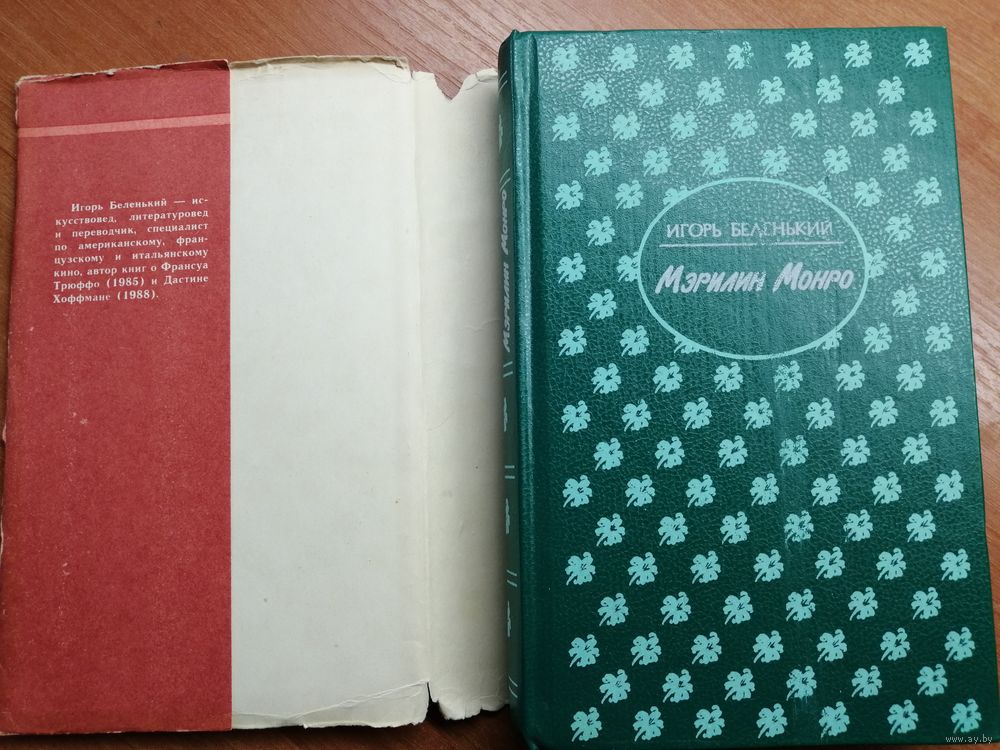 Игорь Беленький — ис-
кусствовед, литературовед
и переводчик, специалист
по американскому, фран-
цузскому и итальянскому
кино, автор книг о Франсуа
Трюффо (1985) и Дастине
Хоффмане (1988).
Мэрилин Монро
ИГОРЬ БЕЛЕНЬКИЙ
Мэрилин Монро
www.ay.by